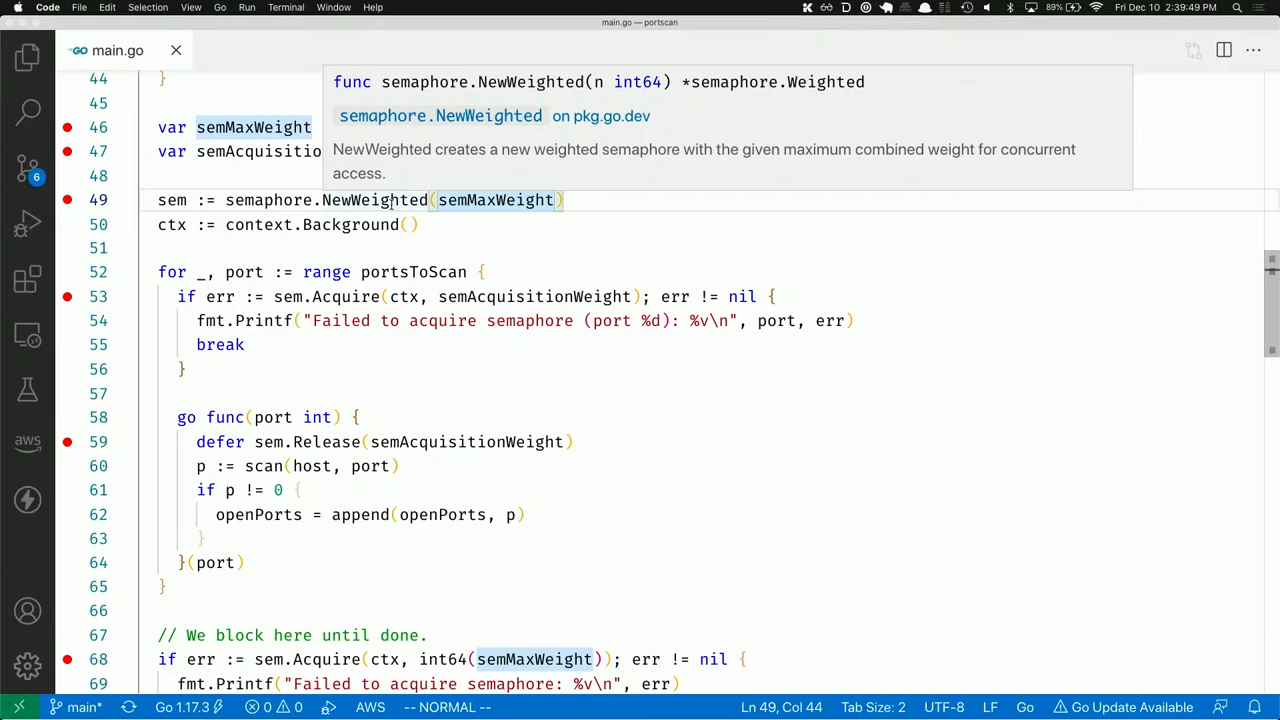 Code File Edit Selection View Go Run Terminal Window Help 89% Fri Dec 10 2:39:49 PM
main.go — portscan
GO main.go
44 }
func semaphore.NewWeighted(n int64) *semaphore.Weighted
45
semaphore.NewWeighted on pkg.go.dev
46 var semMaxWeight
47 var semAcquisitio
NewWeighted creates a new weighted semaphore with the given maximum combined weight for concurrent
access.
48
6
49 sem := semaphore.NewWeighted(semMaxWeight)
50 ctx := context.Background()
51
52 for _, port := range portsToScan {
53 if err := sem.Acquire(ctx, semAcquisitionWeight); err != nil {
54 fmt.Printf("Failed to acquire semaphore (port %d): %v\n", port, err)
55 break
56 }
57
58 go func(port int) {
59 defer sem.Release(semAcquisitionWeight)
aws
60 p := scan(host, port)
61 if p != 0 {
62 openPorts = append(openPorts, p)
63 }
64 }(port)
65 }
66
67 // We block here until done.
68 if err := sem.Acquire(ctx, int64(semMaxWeight)); err != nil {
69 fmt.Printf("Failed to acquire semaphore: %v\n", err)
main* Go 1.17.3 0 0 AWS -- NORMAL -- Ln 49, Col 44 Tab Size: 2 UTF-8 LF Go Go Update Available